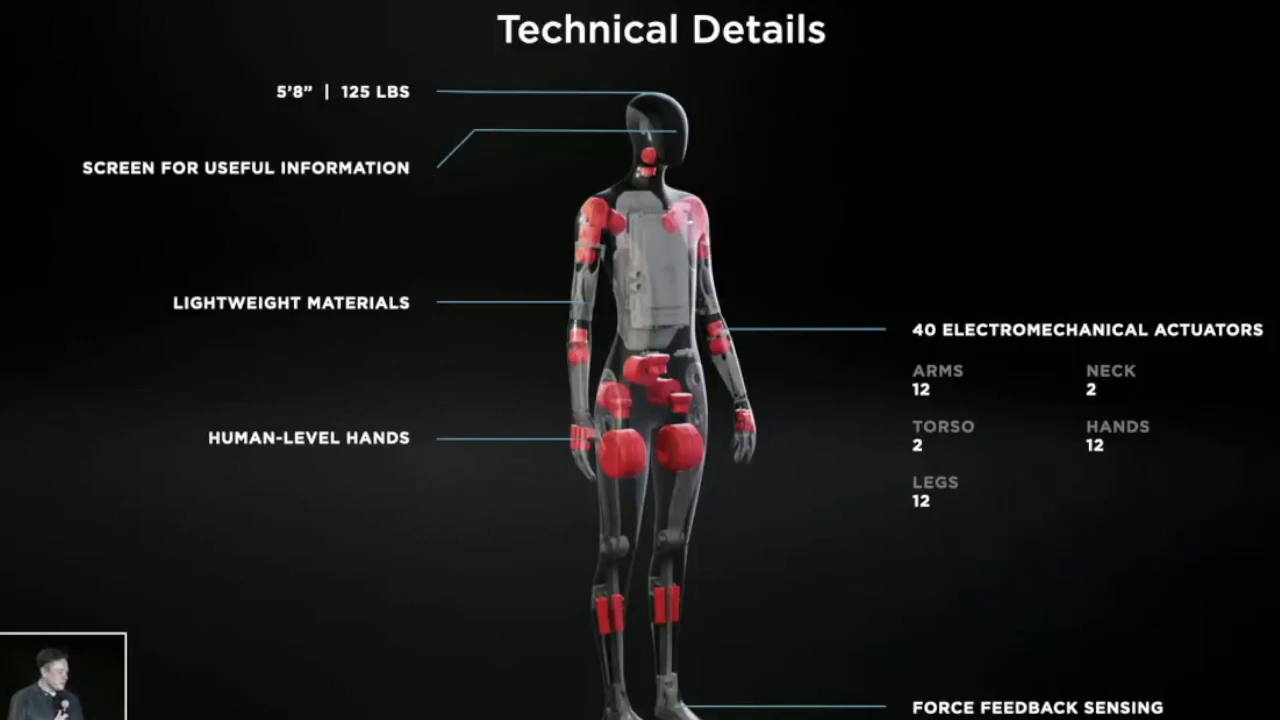 Technical Details
5'8” | 125 LBS
SCREEN FOR USEFUL INFORMATION
LIGHTWEIGHT MATERIALS
HUMAN-LEVEL HANDS
40 ELECTROMECHANICAL ACTUATORS
ARMS NECK
12 2
TORSO HANDS
2 12
LEGS
12
FORCE FEEDBACK SENSING